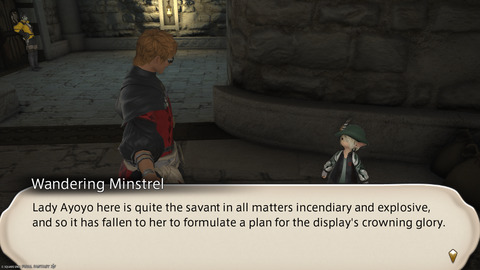 Wandering Minstrel
Lady Ayoyo here is quite the savant in all matters incendiary and explosive,
and so it has fallen to her to formulate a plan for the display's crowning glory.